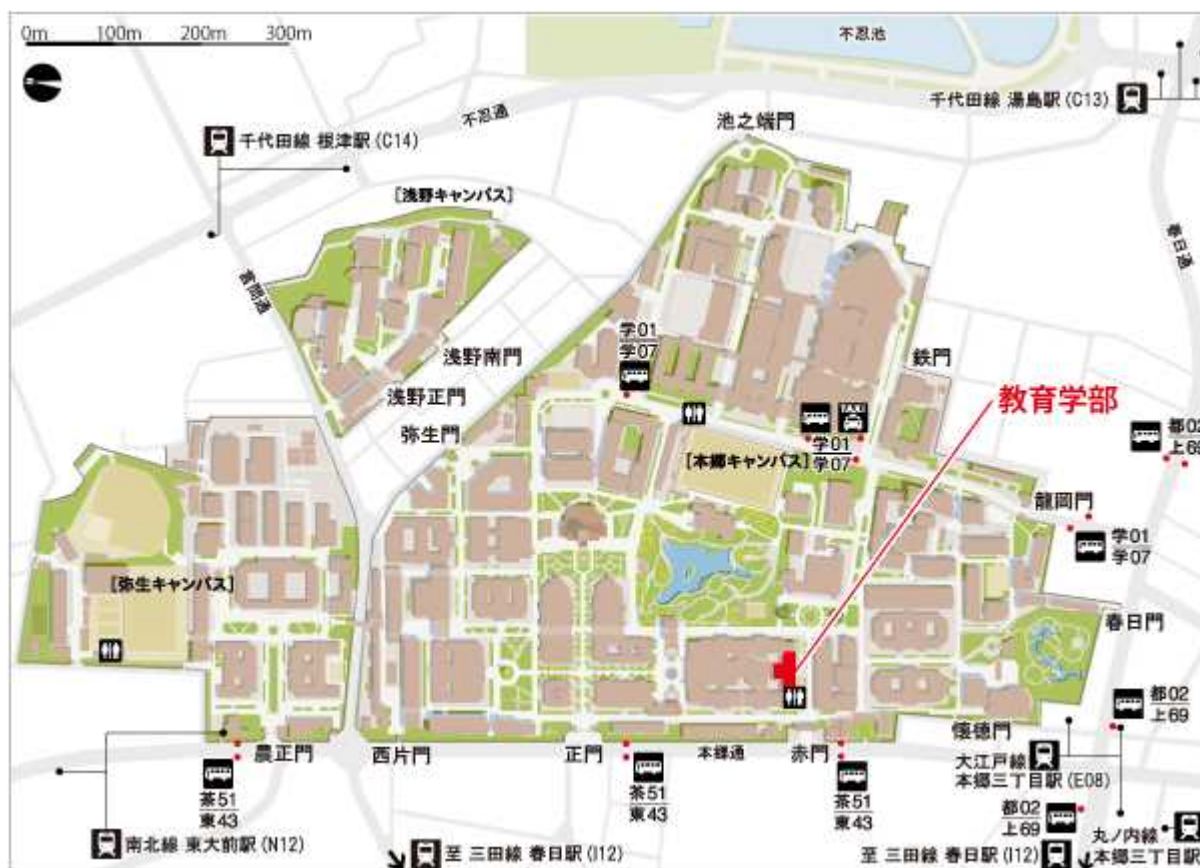 0m 100m 200m 300m
不忍池
千代田線 湯島駅 (C13)
不忍通
池之端門
千代田線 根津駅 (C14)
[浅野キャンパス]
春日通
言問通
学01
学07
浅野南門
鉄門
浅野正門
教育学部
弥生門
TAXI
都02
上69
[本郷キャンパス]
学01
学07
龍岡門
学01
学07
[弥生キャンパス]
春日門
都02
上69
懐徳門
農正門
西片門
正門
本郷通
赤門
大江戸線
本郷三丁目駅 (E08)
茶51
東43
茶51
東43
茶51
東43
都02
上69
丸ノ内線
本郷三丁目駅
南北線 東大前駅 (N12)
至 三田線 春日駅 (I12)
至 三田線 春日駅 (I12)